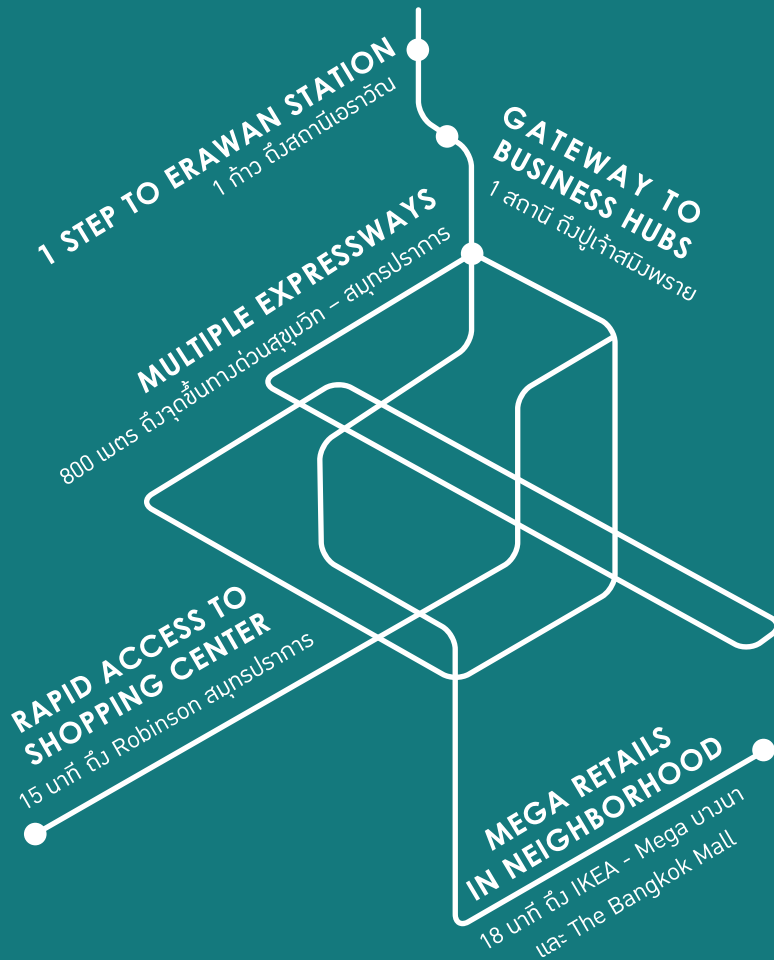 1 STEP TO ERAWAN STATION
1 ก้าว ถึงสถานีเอราวัณ
GATEWAY TO
BUSINESS HUBS
1 สถานี ถึงปู่เจ้าสมิงพราย
MULTIPLE EXPRESSWAYS
800 เมตร ถึงจุดขึ้นทางด่วนสุขุมวิท – สมุทรปราการ
RAPID ACCESS TO
SHOPPING CENTER
15 นาที ถึง Robinson สมุทรปราการ
MEGA RETAILS
IN NEIGHBORHOOD
18 นาที ถึง IKEA - Mega บางนา
และ The Bangkok Mall